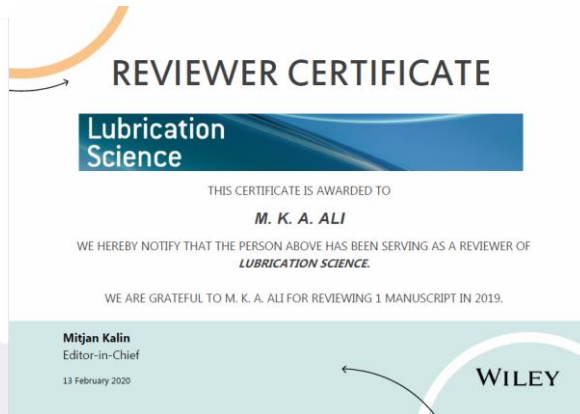 REVIEWER CERTIFICATE
Lubrication
Science
THIS CERTIFICATE IS AWARDED TO
M. K. A. ALI
WE HEREBY NOTIFY THAT THE PERSON ABOVE HAS BEEN SERVING AS A REVIEWER OF
LUBRICATION SCIENCE.
WE ARE GRATEFUL TO M. K. A. ALI FOR REVIEWING 1 MANUSCRIPT IN 2019.
Mitjan Kalin
Editor-in-Chief
13 February 2020
WILEY